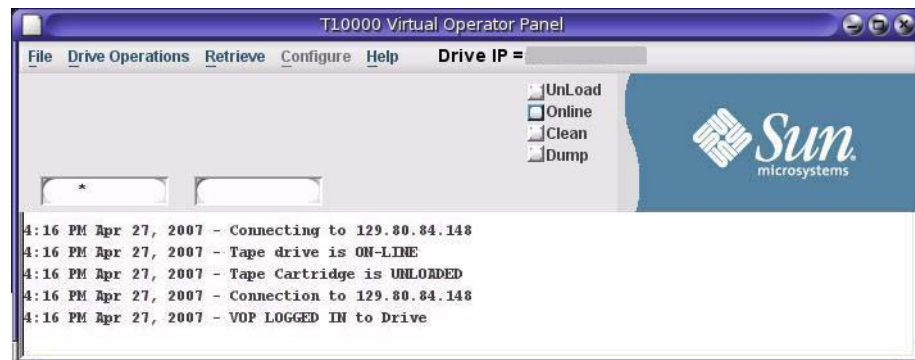 T10000 Virtual Operator Panel
File Drive Operations Retrieve Configure Help Drive IP =
UnLoad
Online
Clean
Dump
Sun
microsystems
*
4:16 PM Apr 27, 2007 - Connecting to 129.80.84.148
4:16 PM Apr 27, 2007 - Tape drive is ON-LINE
4:16 PM Apr 27, 2007 - Tape Cartridge is UNLOADED
4:16 PM Apr 27, 2007 - Connection to 129.80.84.148
4:16 PM Apr 27, 2007 - VOP LOGGED IN to Drive